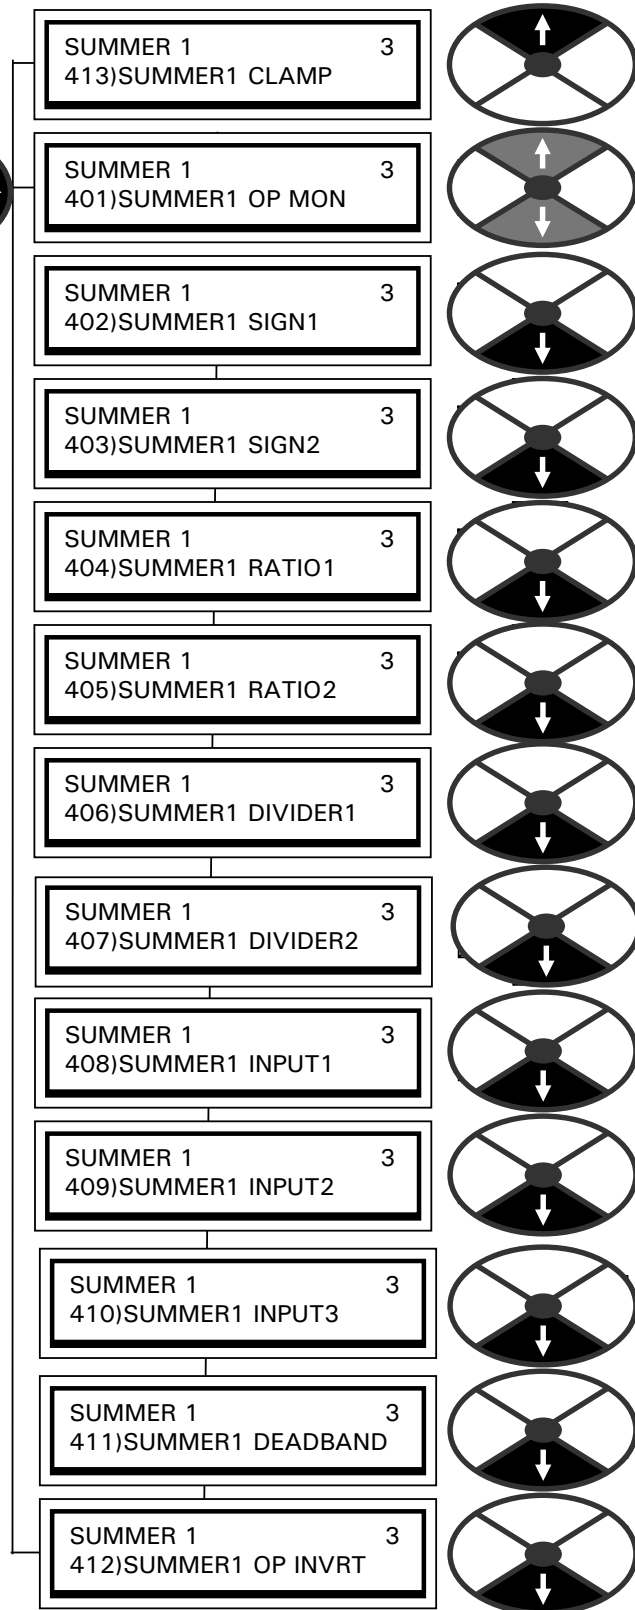 SUMMER 1 3
413)SUMMER1 CLAMP
SUMMER 1 3
401)SUMMER1 OP MON
SUMMER 1 3
402)SUMMER1 SIGN1
SUMMER 1 3
403)SUMMER1 SIGN2
SUMMER 1 3
404)SUMMER1 RATIO1
SUMMER 1 3
405)SUMMER1 RATIO2
SUMMER 1 3
406)SUMMER1 DIVIDER1
SUMMER 1 3
407)SUMMER1 DIVIDER2
SUMMER 1 3
408)SUMMER1 INPUT1
SUMMER 1 3
409)SUMMER1 INPUT2
SUMMER 1 3
410)SUMMER1 INPUT3
SUMMER 1 3
411)SUMMER1 DEADBAND
SUMMER 1 3
412)SUMMER1 OP INVRT